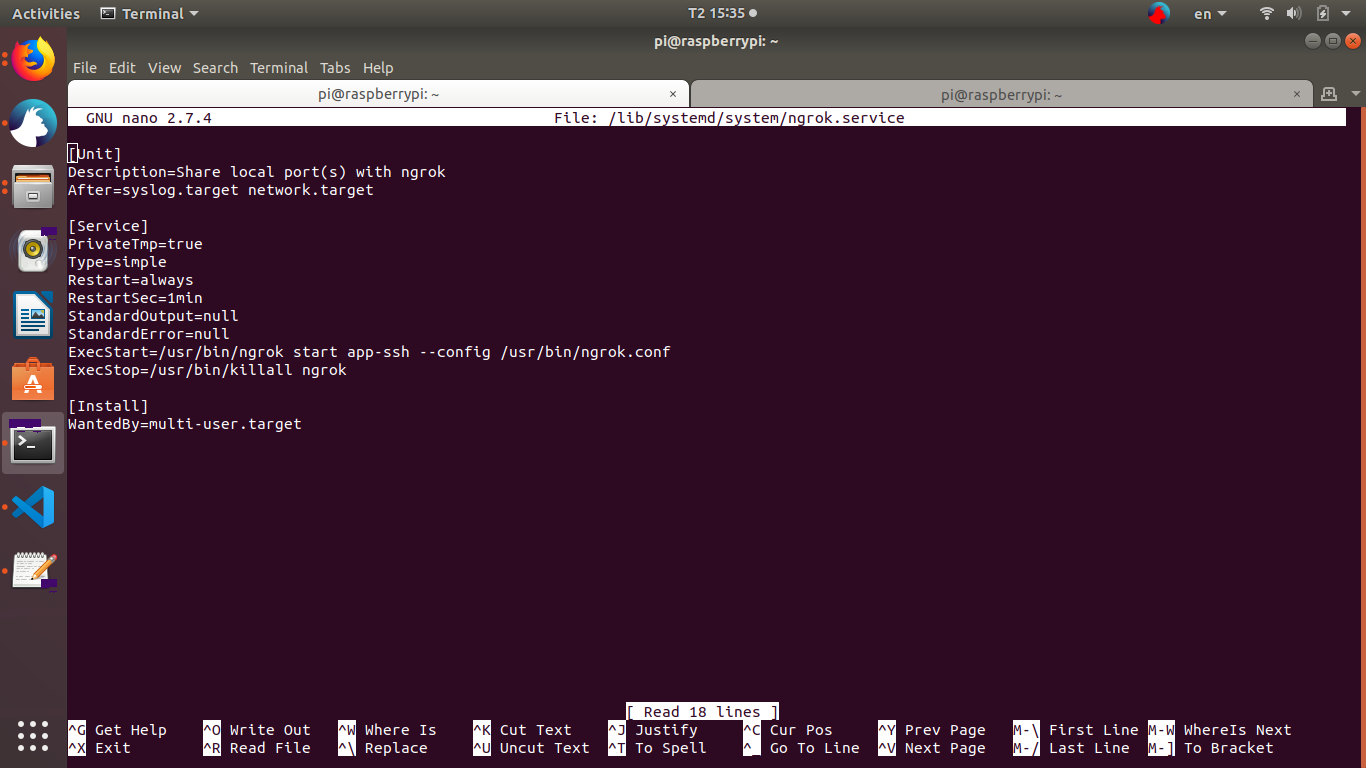 Activities Terminal T2 15:35 en
pi@raspberrypi: ~
File Edit View Search Terminal Tabs Help
pi@raspberrypi: ~ × pi@raspberrypi: ~ ×
GNU nano 2.7.4 File: /lib/systemd/system/ngrok.service
[Unit]
Description=Share local port(s) with ngrok
After=syslog.target network.target
[Service]
PrivateTmp=true
Type=simple
Restart=always
RestartSec=1min
StandardOutput=null
StandardError=null
ExecStart=/usr/bin/ngrok start app-ssh --config /usr/bin/ngrok.conf
ExecStop=/usr/bin/killall ngrok
[Install]
WantedBy=multi-user.target
[ Read 18 lines ]
^G Get Help ^O Write Out ^W Where Is ^K Cut Text ^J Justify ^C Cur Pos ^Y Prev Page M-\ First Line M-W WhereIs Next
^X Exit ^R Read File ^\ Replace ^U Uncut Text ^T To Spell ^_ Go To Line ^V Next Page M-/ Last Line M-] To Bracket